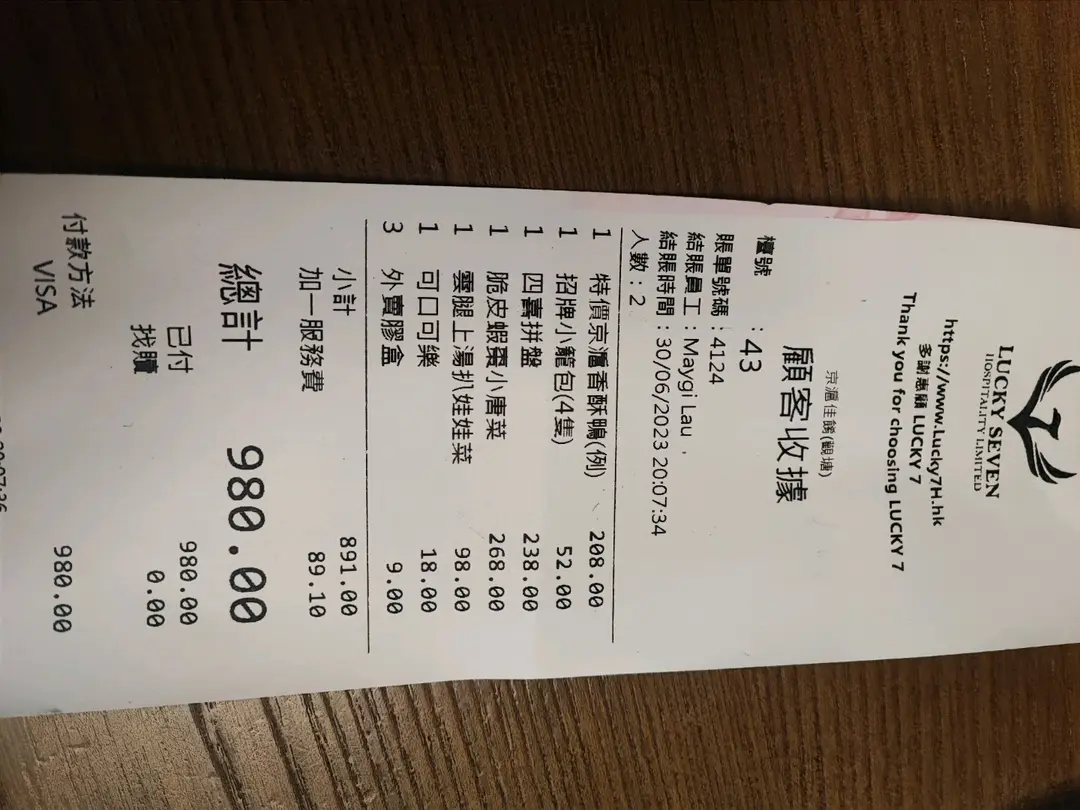 LUCKY SEVEN
HOSPITALITY LIMITED
https://www.Lucky7H.hk
多謝惠顧 LUCKY 7
Thank you for choosing LUCKY 7
京滬佳餚(觀塘)
顧客收據
檯號 : 43
賬單號碼 : 4124
結賬員工 : Maygi Lau .
結賬時間 : 30/06/2023 20:07:34
人數 : 2
1 特價京滬香酥鴨(例) 208.00
1 招牌小籠包(4隻) 52.00
1 四喜拼盤 238.00
1 脆皮蝦棗小唐菜 268.00
1 雲腿上湯扒娃娃菜 98.00
1 可口可樂 18.00
3 外賣膠盒 9.00
小計 891.00
加一服務費 89.10
總計 980.00
已付 980.00
找贖 0.00
付款方法
VISA 980.00